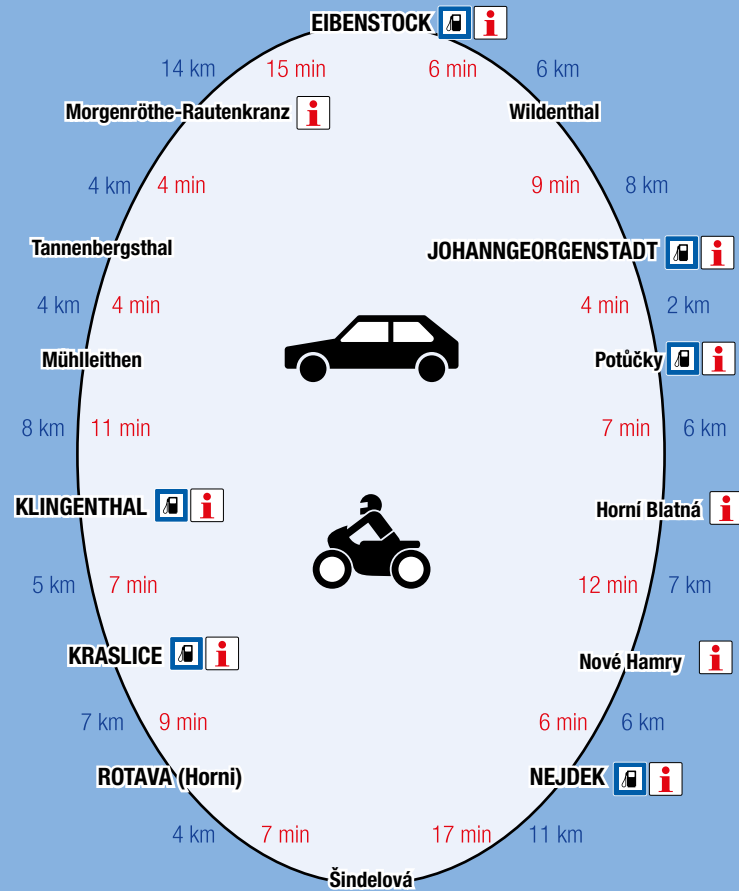 EIBENSTOCK i
14 km 15 min 6 min 6 km
Morgenröthe-Rautenkranz i Wildenthal
4 km 4 min 9 min 8 km
Tannenbergsthal JOHANNGEORGENSTADT i
4 km 4 min 4 min 2 km
Mühlleithen Potůčky i
8 km 11 min 7 min 6 km
KLINGENTHAL i Horní Blatná i
5 km 7 min 12 min 7 km
KRASLICE i Nové Hamry i
7 km 9 min 6 min 6 km
ROTAVA (Horni) NEJDEK i
4 km 7 min 17 min 11 km
Šindelová